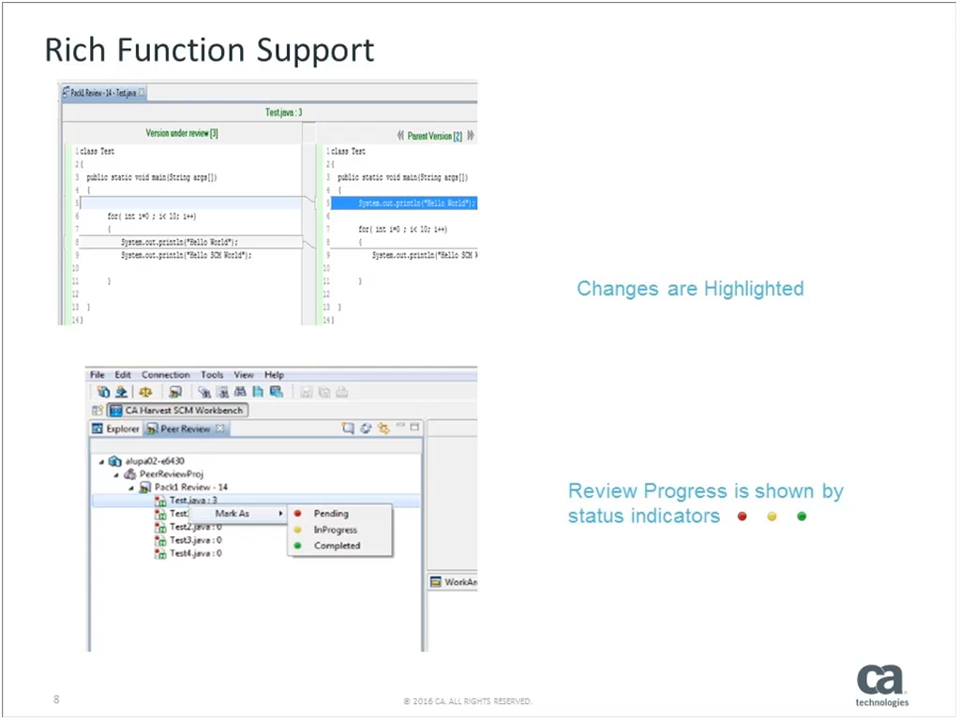 Rich Function Support
Pack1 Review - 14 - Test.java
Test.java : 3
Version under review [3]
1 class Test
2 {
3 public static void main(String args[])
4 {
5
6 for( int i=0 ; i< 10; i++)
7 {
8 System.out.println("Hello World");
9 System.out.println("Hello SCM World");
10
11 }
12
13 }
14 }
Parent Version [2]
1 class Test
2 {
3 public static void main(String args[])
4 {
5 System.out.println("Hello World");
6
7 for( int i=0 ; i< 10; i++)
8 {
9 System.out.println("Hello SCM W
10
11 }
12
13 }
14 }
Changes are Highlighted
File Edit Connection Tools View Help
CA Harvest SCM Workbench
Explorer Peer Review
alupa02-e6430
PeerReviewProj
Pack1 Review - 14
Test.java : 3
Test
Test2.java : 0
Test3.java : 0
Test4.java : 0
Mark As
Pending
InProgress
Completed
WorkAr
Review Progress is shown by
status indicators
8
© 2016 CA. ALL RIGHTS RESERVED.
ca
technologies